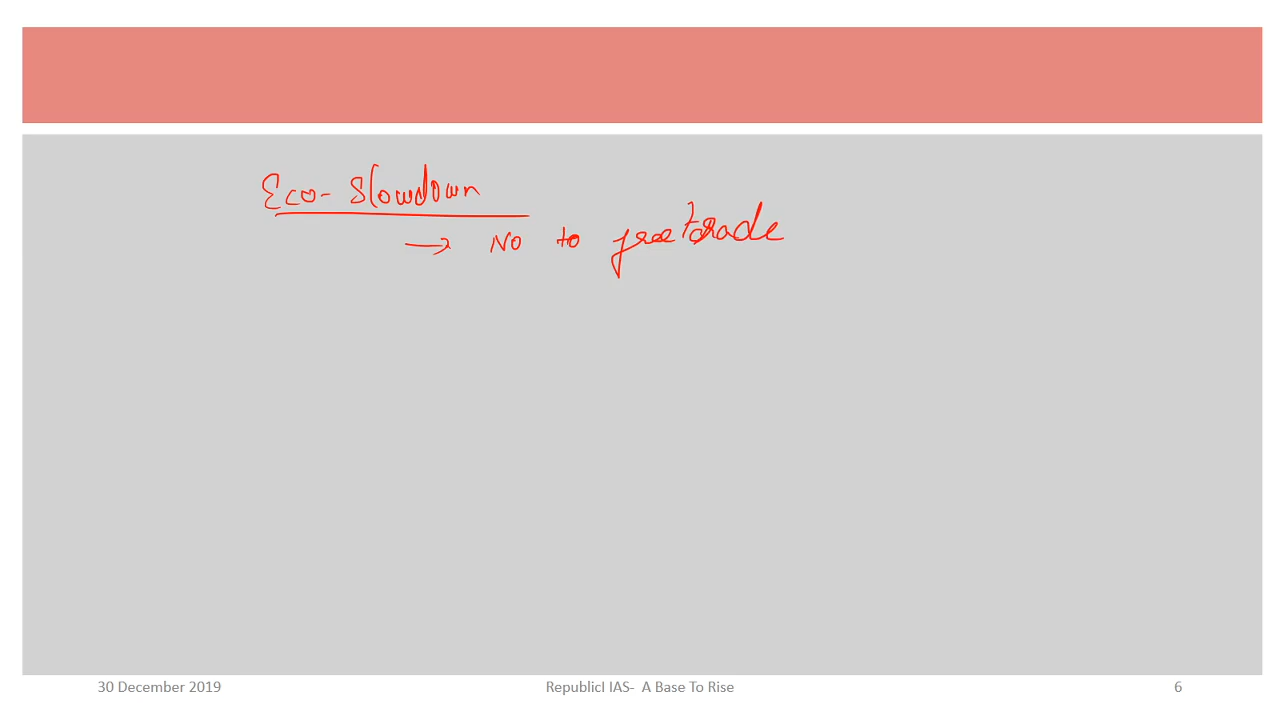 Eco- Slowdown
→ No to free trade
30 December 2019
RepublicI IAS- A Base To Rise
6